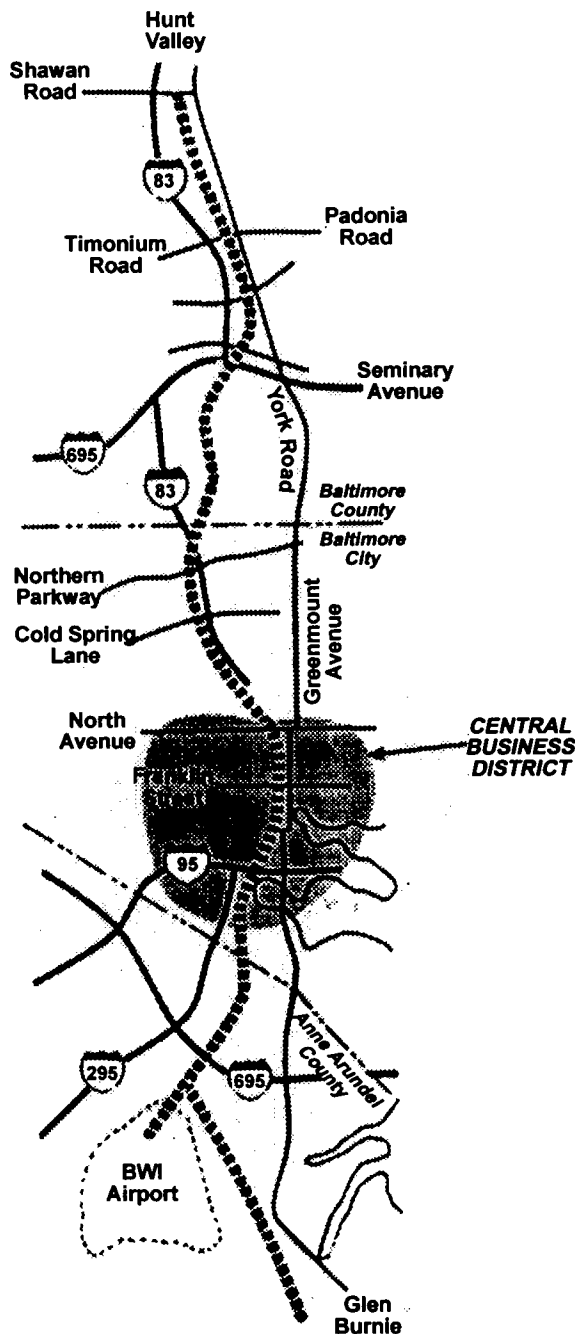 Hunt
Valley
Shawan
Road
83
Padonia
Road
Timonium
Road
Seminary
Avenue
York Road
695
83
Baltimore
County
Baltimore
City
Northern
Parkway
Cold Spring
Lane
Greenmount
Avenue
North
Avenue
CENTRAL
BUSINESS
DISTRICT
Franklin
Street
95
Anne Arundel
County
295
695
BWI
Airport
Glen
Burnie